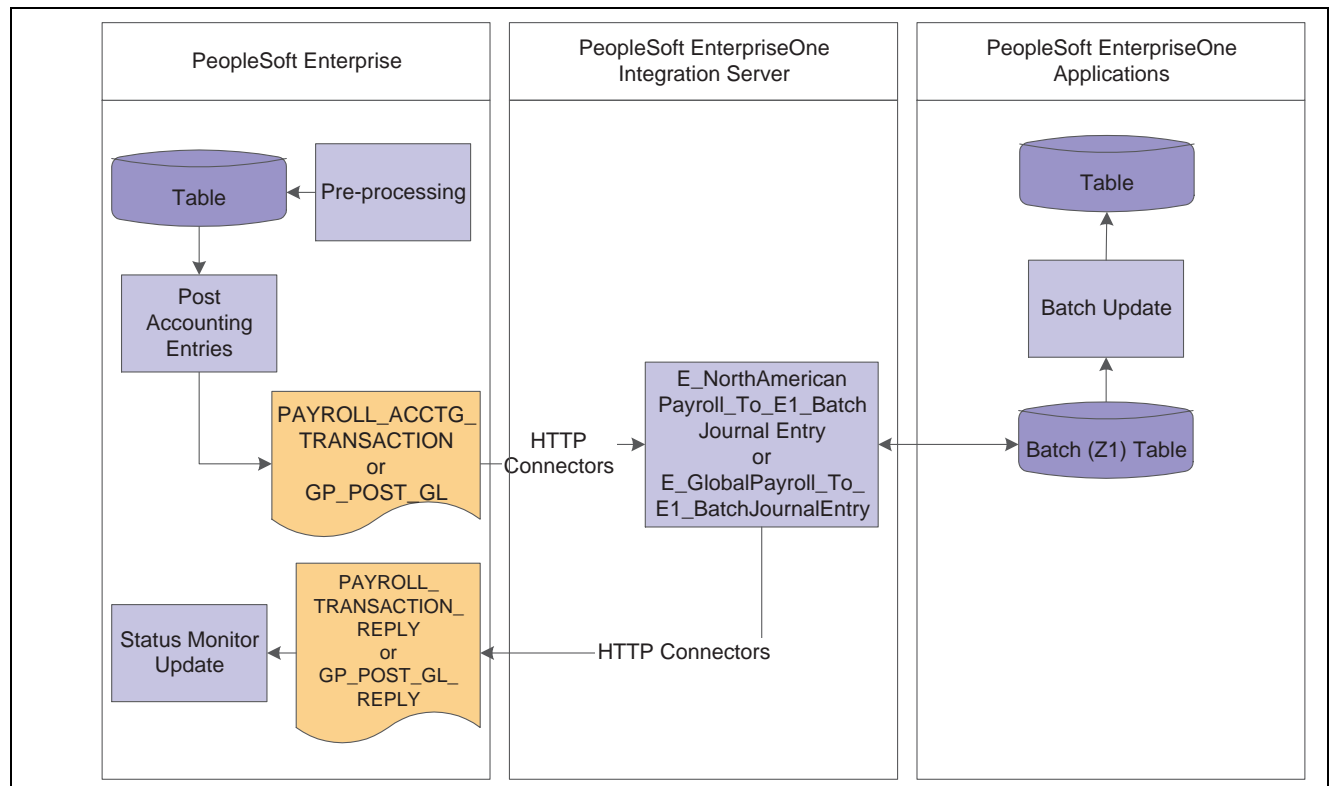 PeopleSoft Enterprise
PeopleSoft EnterpriseOne
Integration Server
PeopleSoft EnterpriseOne
Applications
Table
Pre-processing
Post
Accounting
Entries
PAYROLL_ACCTG_
TRANSACTION
or
GP_POST_GL
HTTP
Connectors
E_NorthAmerican
Payroll_To_E1_Batch
Journal Entry
or
E_GlobalPayroll_To_
E1_BatchJournalEntry
Table
Batch Update
Batch (Z1) Table
Status Monitor
Update
PAYROLL_
TRANSACTION_
REPLY
or
GP_POST_GL_
REPLY
HTTP Connectors